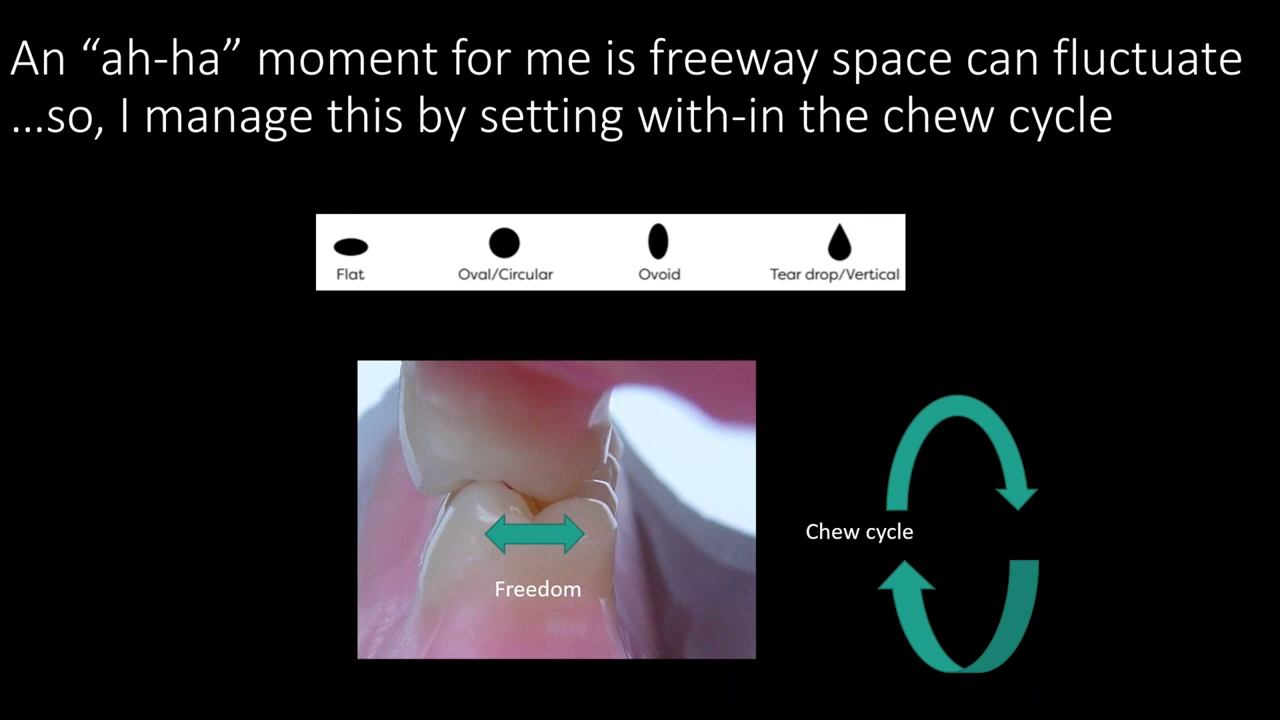 An “ah-ha” moment for me is freeway space can fluctuate
...so, I manage this by setting with-in the chew cycle
Flat
Oval/Circular
Ovoid
Tear drop/Vertical
Chew cycle
Freedom